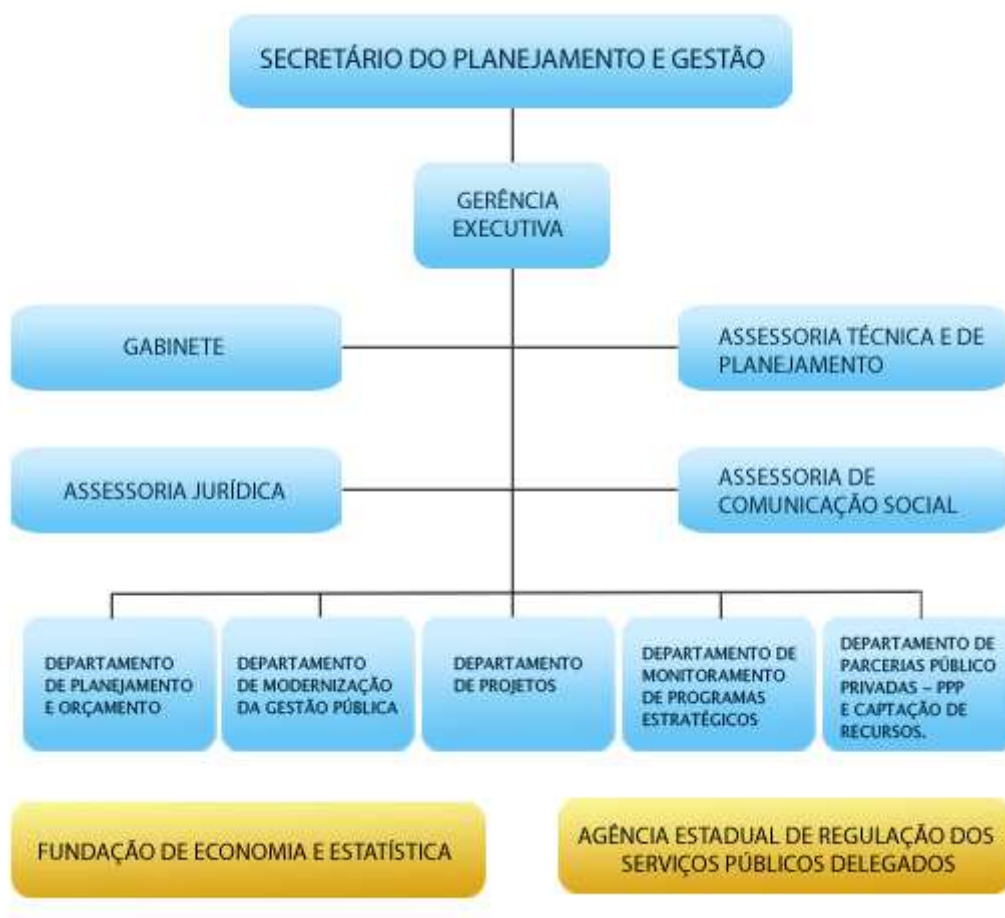 SECRETÁRIO DO PLANEJAMENTO E GESTÃO
GERÊNCIA
EXECUTIVA
GABINETE
ASSESSORIA TÉCNICA E DE
PLANEJAMENTO
ASSESSORIA JURÍDICA
ASSESSORIA DE
COMUNICAÇÃO SOCIAL
DEPARTAMENTO
DE PLANEJAMENTO
E ORÇAMENTO
DEPARTAMENTO
DE MODERNIZAÇÃO
DA GESTÃO PÚBLICA
DEPARTAMENTO
DE PROJETOS
DEPARTAMENTO DE
MONITORAMENTO
DE PROGRAMAS
ESTRATÉGICOS
DEPARTAMENTO DE
PARCERIAS PÚBLICO
PRIVADAS – PPP
E CAPTAÇÃO DE
RECURSOS.
FUNDAÇÃO DE ECONOMIA E ESTATÍSTICA
AGÊNCIA ESTADUAL DE REGULAÇÃO DOS
SERVIÇOS PÚBLICOS DELEGADOS